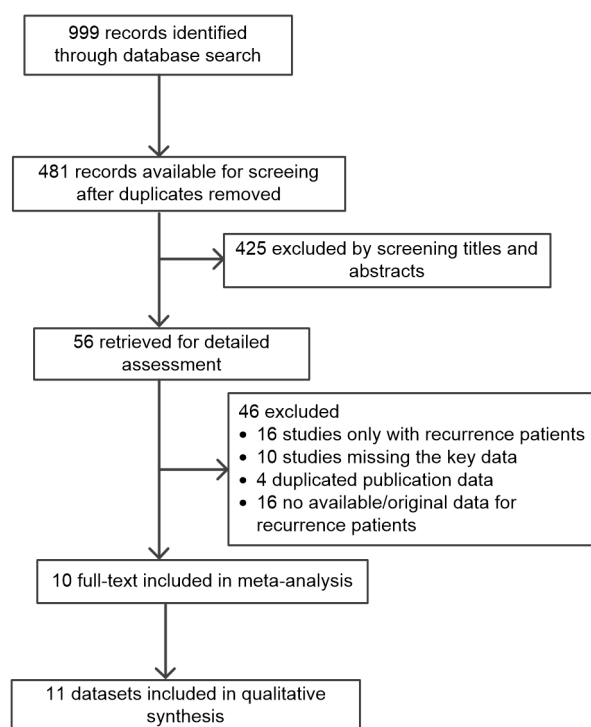 999 records identified
through database search
481 records available for screeing
after duplicates removed
425 excluded by screening titles and
abstracts
56 retrieved for detailed
assessment
46 excluded
• 16 studies only with recurrence patients
• 10 studies missing the key data
• 4 duplicated publication data
• 16 no available/original data for
recurrence patients
10 full-text included in meta-analysis
11 datasets included in qualitative
synthesis